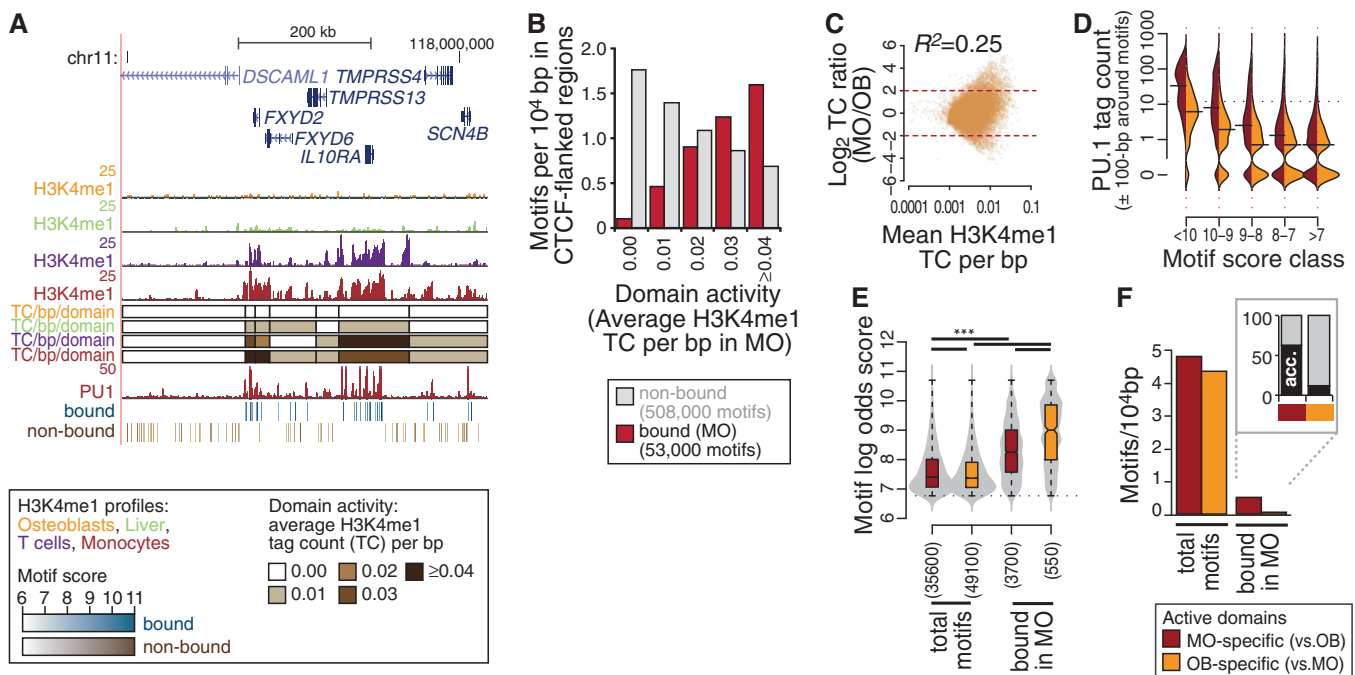 A
200 kb
chr11:
118,000,000
DSCAML1 TMPRSS4
TMPRSS13
FXYD2
FXYD6
SCN4B
IL10RA
25
H3K4me1
25
H3K4me1
25
H3K4me1
25
H3K4me1
TC/bp/domain
TC/bp/domain
TC/bp/domain
TC/bp/domain
50
PU1
bound
non-bound
H3K4me1 profiles:
Osteoblasts, Liver,
T cells, Monocytes
Motif score
6 7 8 9 10 11
bound
non-bound
Domain activity:
average H3K4me1
tag count (TC) per bp
0.00 0.02 ≥0.04
0.01 0.03
B
Motifs per 10⁴ bp in
CTCF-flanked regions
2.0
1.5
1.0
0.5
0
0.00 0.01 0.02 0.03 ≥0.04
Domain activity
(Average H3K4me1
TC per bp in MO)
non-bound
(508,000 motifs)
bound (MO)
(53,000 motifs)
C
R²=0.25
Log₂ TC ratio
(MO/OB)
6
4
2
0
-2
-4
-6
0.0001 0.001 0.01 0.1
Mean H3K4me1
TC per bp
D
PU.1 tag count
(± 100-bp around motifs)
1000
100
10
1
0
<10 10–9 9–8 8–7 >7
Motif score class
E
***
Motif log odds score
12
11
10
9
8
7
6
(35600) (49100) (3700) (550)
total
motifs
bound
in MO
F
Motifs/10⁴bp
5
4
3
2
1
0
100
50
0
acc.
total
motifs
bound
in MO
Active domains
MO-specific (vs.OB)
OB-specific (vs.MO)